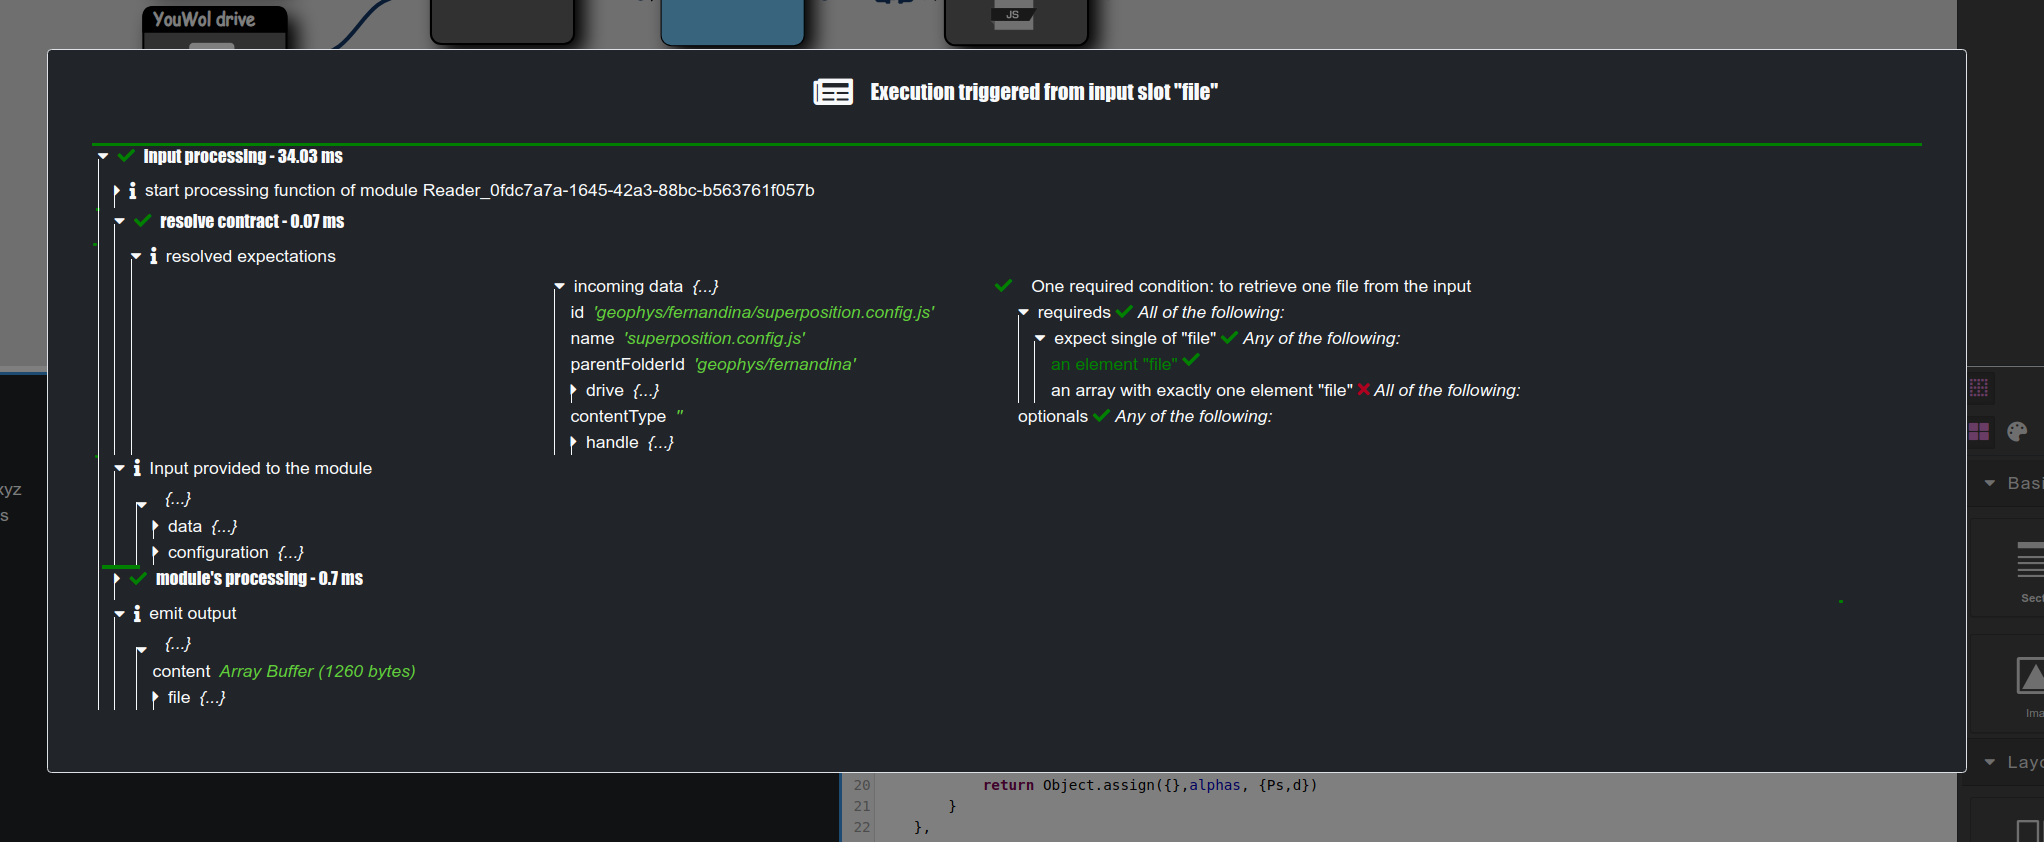 YouWol drive
JS
Execution triggered from input slot "file"
Input processing - 34.03 ms
start processing function of module Reader_0fdc7a7a-1645-42a3-88bc-b563761f057b
resolve contract - 0.07 ms
resolved expectations
incoming data {...}
id 'geophys/fernandina/superposition.config.js'
name 'superposition.config.js'
parentFolderId 'geophys/fernandina'
drive {...}
contentType ''
handle {...}
One required condition: to retrieve one file from the input
requireds All of the following:
expect single of "file" Any of the following:
an element "file"
an array with exactly one element "file" All of the following:
optionals Any of the following:
Input provided to the module
{...}
data {...}
configuration {...}
module's processing - 0.7 ms
emit output
{...}
content Array Buffer (1260 bytes)
file {...}
xyz
s
Basi
Sect
Ima
Layo
20 return Object.assign({},alphas, {Ps,d})
21 }
22 },